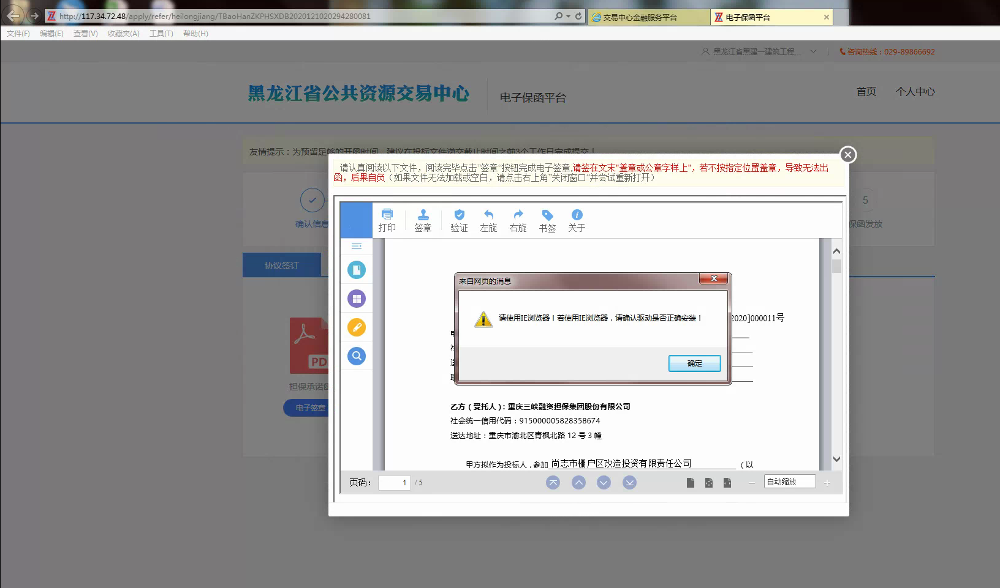 http://117.34.72.48/apply/refer/heilongjiang/TBaoHanZKPHSXDB2020121020294280081
交易中心金融服务平台
电子保函平台
文件(F) 编辑(E) 查看(V) 收藏夹(A) 工具(T) 帮助(H)
黑龙江省黑建一建筑工程...
咨询热线：029-89866692
黑龙江省公共资源交易中心
电子保函平台
首页 个人中心
友情提示：为预留足够的开函时间，建议在投标文件递交截止时间之前3个工作日完成提交！
请认真阅读以下文件，阅读完毕点击"签章"按钮完成电子签章,请签在文末"盖章或公章字样上"，若不按指定位置盖章，导致无法出
函，后果自负（如果文件无法加载或空白，请点击右上角"关闭窗口"并尝试重新打开）
5
确认信息
保函发放
打印 签章 验证 左旋 右旋 书签 关于
协议签订
来自网页的消息
请使用IE浏览器！若使用IE浏览器，请确认驱动是否正确安装！
确定
2020]000011号
PD
担保承诺函
电子签章
乙方（受托人）：重庆三峡融资担保集团股份有限公司
社会统一信用代码：915000005828358674
送达地址：重庆市渝北区青枫北路 12 号 3 幢
甲方拟作为投标人，参加 尚志市棚户区改造投资有限责任公司 （以
页码： 1 / 5
自动缩放